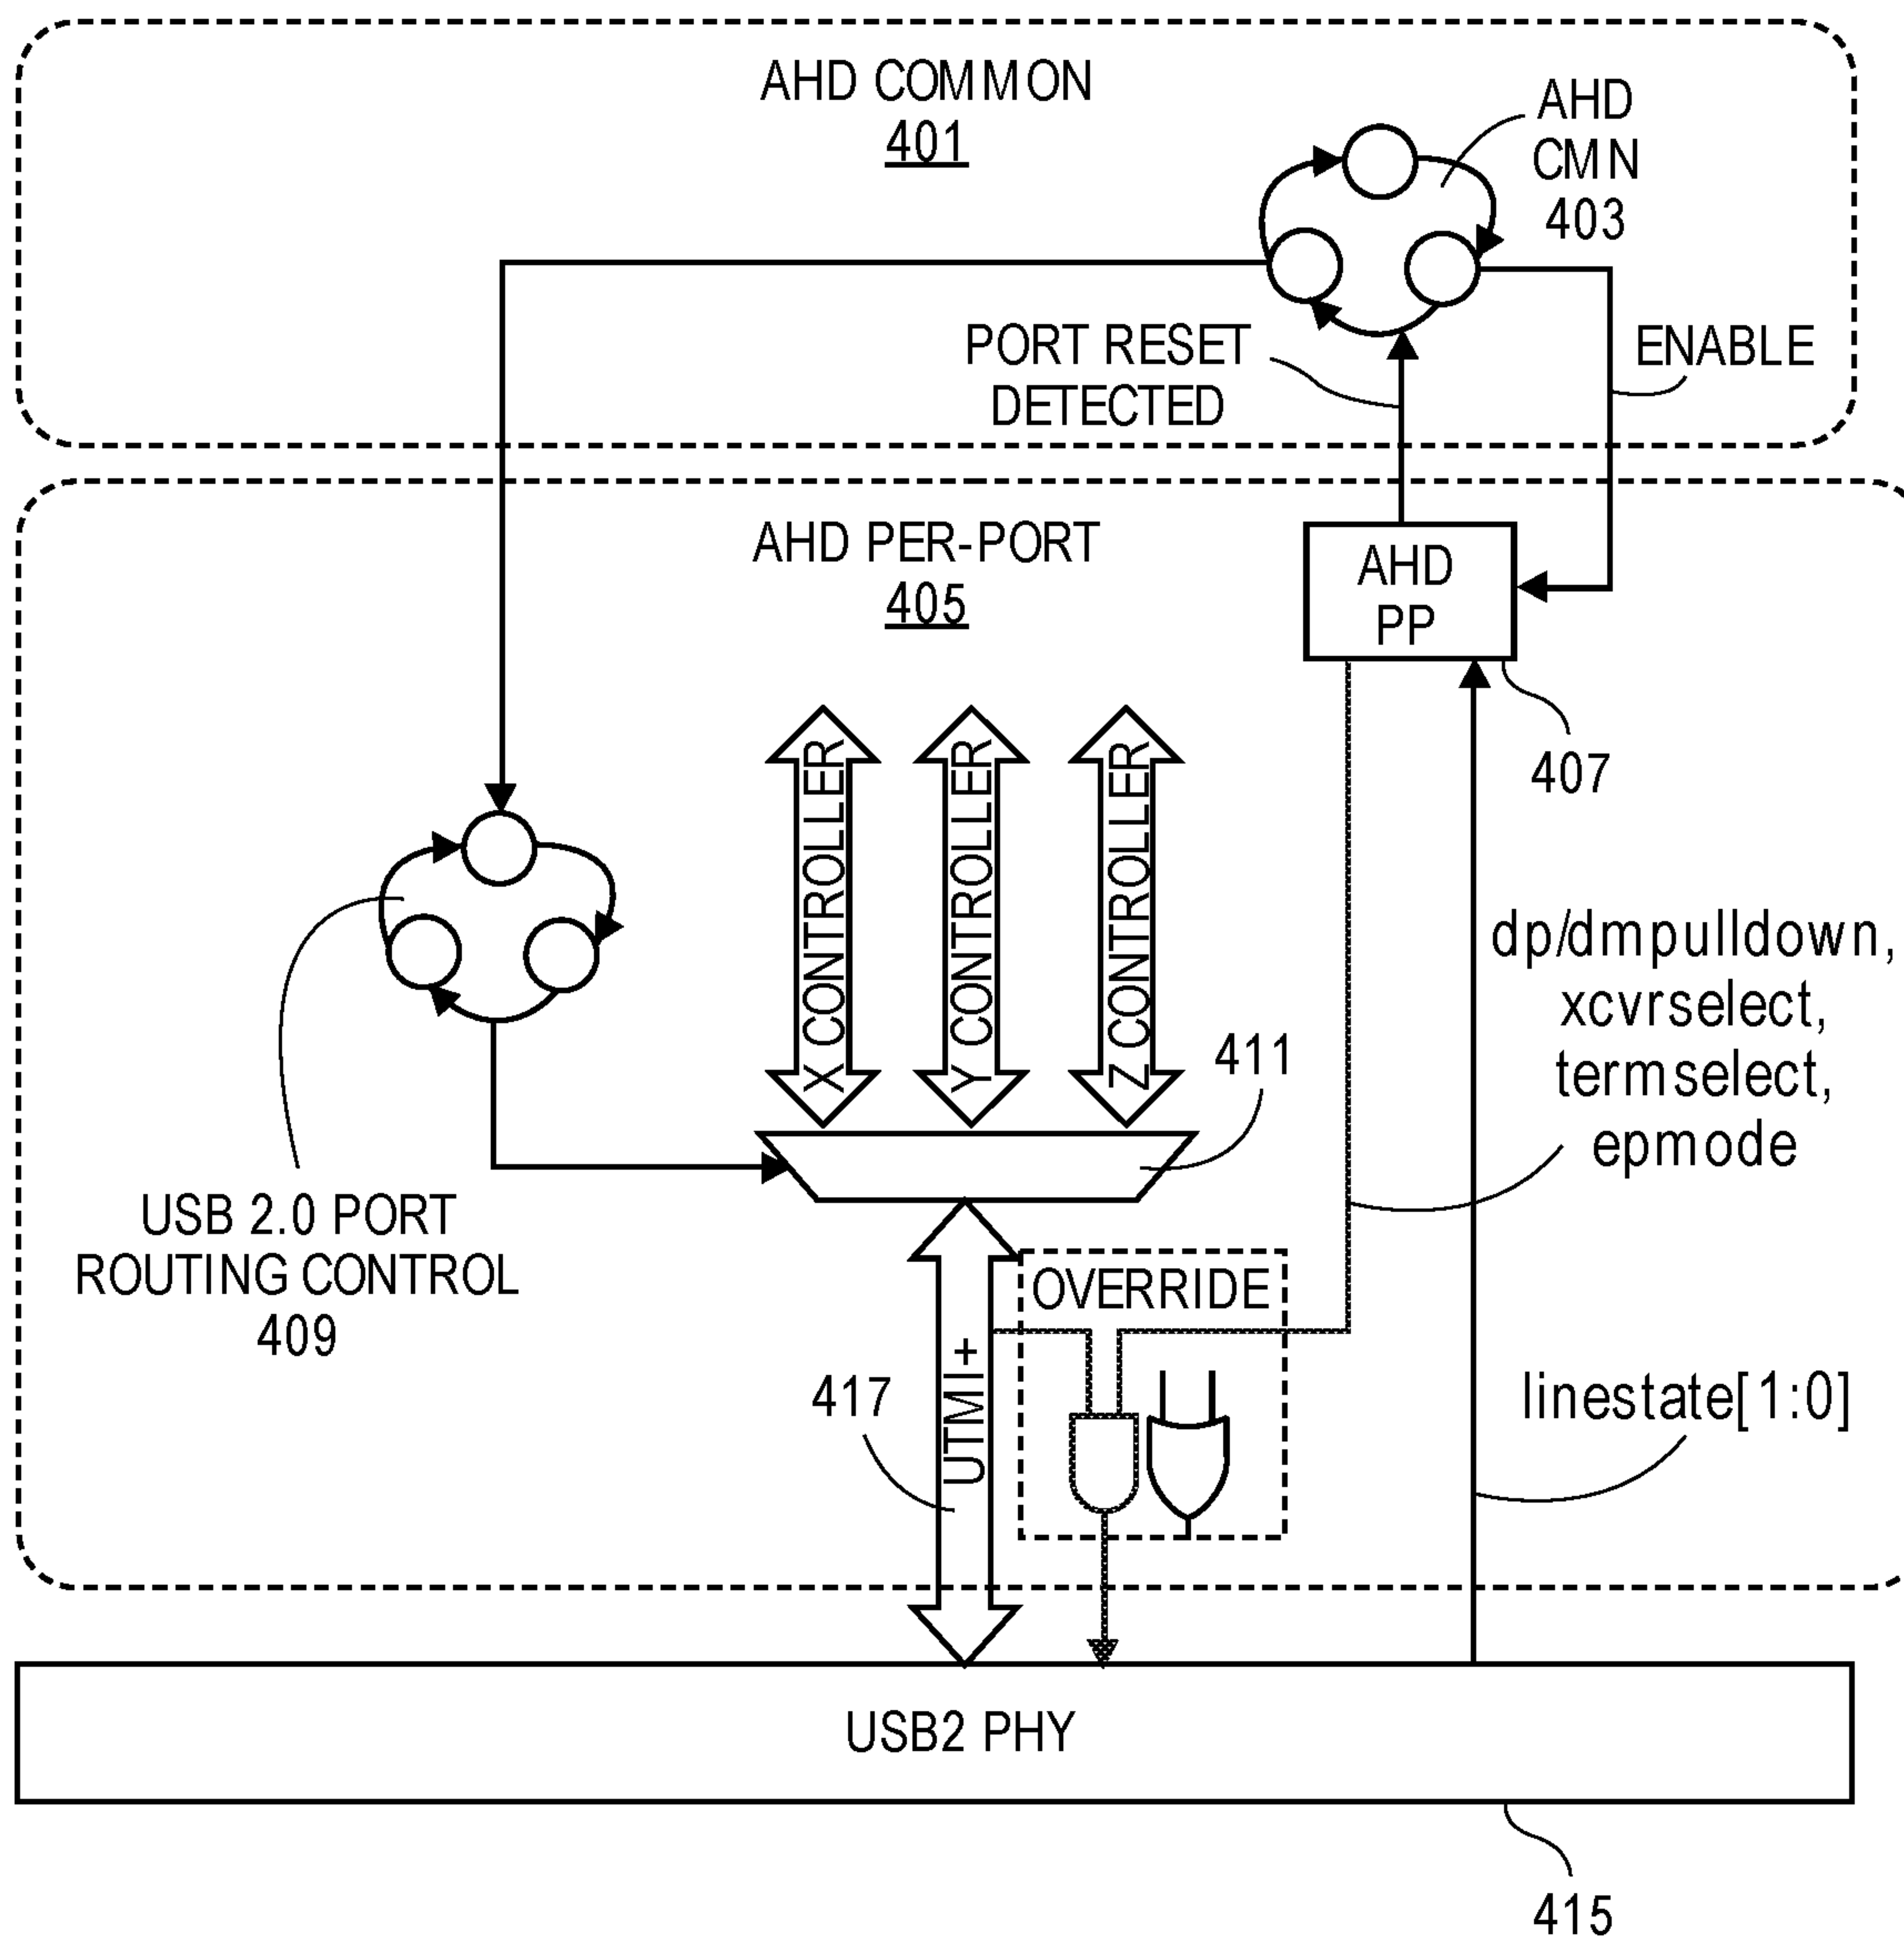 AHD COMMON
401
AHD
CMN
403
PORT RESET
DETECTED
ENABLE
AHD PER-PORT
405
AHD
PP
407
X CONTROLLER
Y CONTROLLER
Z CONTROLLER
dp/dmpulldown,
xcvrselect,
termselect,
epmode
411
USB 2.0 PORT
ROUTING CONTROL
409
OVERRIDE
UTMI+
417
linestate[1:0]
USB2 PHY
415